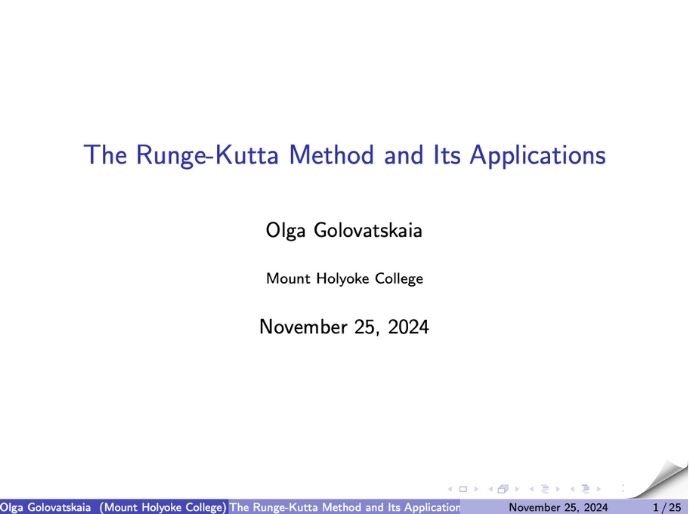 The Runge-Kutta Method and Its Applications
Olga Golovatskaia
Mount Holyoke College
November 25, 2024
Olga Golovatskaia (Mount Holyoke College) The Runge-Kutta Method and Its Application November 25, 2024 1 / 25